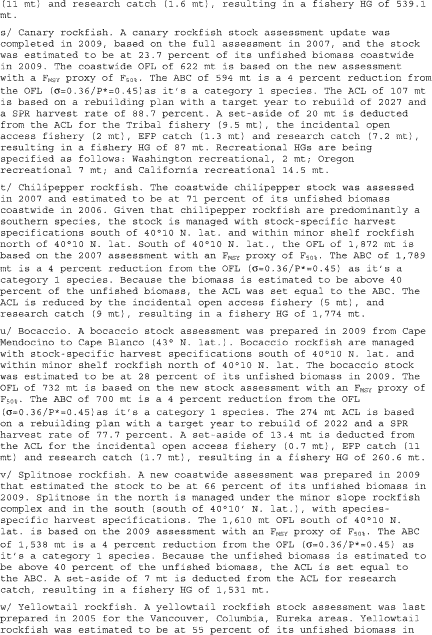 (11 mt) and research catch (1.6 mt), resulting in a fishery HG of 539.1
mt.
s/ Canary rockfish. A canary rockfish stock assessment update was
completed in 2009, based on the full assessment in 2007, and the stock
was estimated to be at 23.7 percent of its unfished biomass coastwide
in 2009. The coastwide OFL of 622 mt is based on the new assessment
with a FMSY proxy of F50%. The ABC of 594 mt is a 4 percent reduction from
the OFL (σ=0.36/P*=0.45)as it's a category 1 species. The ACL of 107 mt
is based on a rebuilding plan with a target year to rebuild of 2027 and
a SPR harvest rate of 88.7 percent. A set-aside of 20 mt is deducted
from the ACL for the Tribal fishery (9.5 mt), the incidental open
access fishery (2 mt), EFP catch (1.3 mt) and research catch (7.2 mt),
resulting in a fishery HG of 87 mt. Recreational HGs are being
specified as follows: Washington recreational, 2 mt; Oregon
recreational 7 mt; and California recreational 14.5 mt.
t/ Chilipepper rockfish. The coastwide chilipepper stock was assessed
in 2007 and estimated to be at 71 percent of its unfished biomass
coastwide in 2006. Given that chilipepper rockfish are predominantly a
southern species, the stock is managed with stock-specific harvest
specifications south of 40°10 N. lat. and within minor shelf rockfish
north of 40°10 N. lat. South of 40°10 N. lat., the OFL of 1,872 mt is
based on the 2007 assessment with an FMSY proxy of F50%. The ABC of 1,789
mt is a 4 percent reduction from the OFL (σ=0.36/P*=0.45) as it's a
category 1 species. Because the biomass is estimated to be above 40
percent of the unfished biomass, the ACL was set equal to the ABC. The
ACL is reduced by the incidental open access fishery (5 mt), and
research catch (9 mt), resulting in a fishery HG of 1,774 mt.
u/ Bocaccio. A bocaccio stock assessment was prepared in 2009 from Cape
Mendocino to Cape Blanco (43° N. lat.). Bocaccio rockfish are managed
with stock-specific harvest specifications south of 40°10 N. lat. and
within minor shelf rockfish north of 40°10 N. lat. The bocaccio stock
was estimated to be at 28 percent of its unfished biomass in 2009. The
OFL of 732 mt is based on the new stock assessment with an FMSY proxy of
F50%. The ABC of 700 mt is a 4 percent reduction from the OFL
(σ=0.36/P*=0.45)as it's a category 1 species. The 274 mt ACL is based
on a rebuilding plan with a target year to rebuild of 2022 and a SPR
harvest rate of 77.7 percent. A set-aside of 13.4 mt is deducted from
the ACL for the incidental open access fishery (0.7 mt), EFP catch (11
mt) and research catch (1.7 mt), resulting in a fishery HG of 260.6 mt.
v/ Splitnose rockfish. A new coastwide assessment was prepared in 2009
that estimated the stock to be at 66 percent of its unfished biomass in
2009. Splitnose in the north is managed under the minor slope rockfish
complex and in the south (south of 40°10' N. lat.), with species-
specific harvest specifications. The 1,610 mt OFL south of 40°10 N.
lat. is based on the 2009 assessment with an FMSY proxy of F50%. The ABC
of 1,538 mt is a 4 percent reduction from the OFL (σ=0.36/P*=0.45) as
it's a category 1 species. Because the unfished biomass is estimated to
be above 40 percent of the unfished biomass, the ACL is set equal to
the ABC. A set-aside of 7 mt is deducted from the ACL for research
catch, resulting in a fishery HG of 1,531 mt.
w/ Yellowtail rockfish. A yellowtail rockfish stock assessment was last
prepared in 2005 for the Vancouver, Columbia, Eureka areas. Yellowtail
rockfish was estimated to be at 55 percent of its unfished biomass in